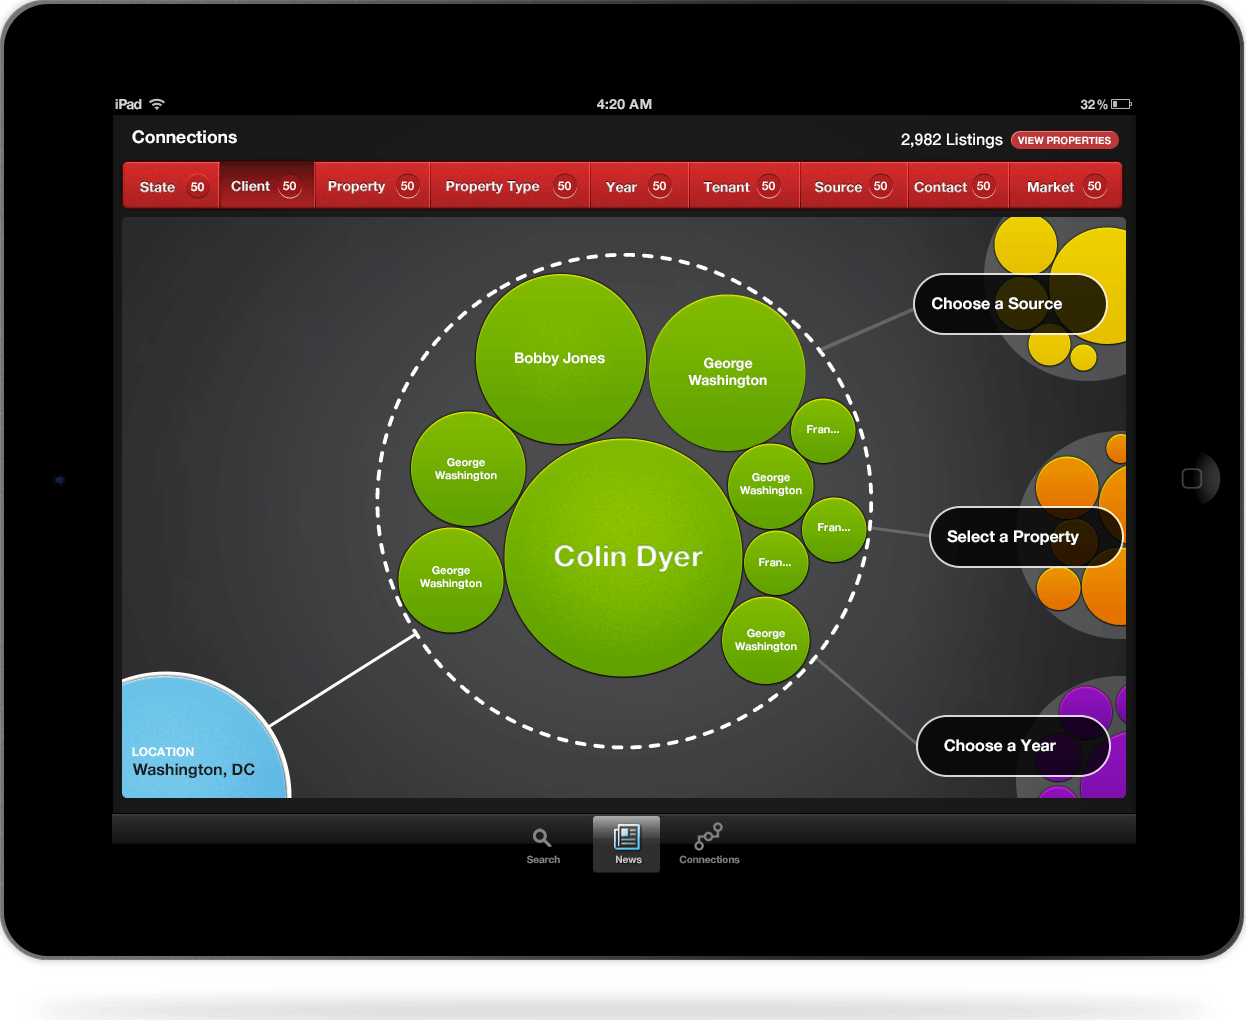 iPad
4:20 AM
32%
Connections
2,982 Listings
VIEW PROPERTIES
State 50
Client 50
Property 50
Property Type 50
Year 50
Tenant 50
Source 50
Contact 50
Market 50
Bobby Jones
George
Washington
Choose a Source
Fran...
George
Washington
George
Washington
Fran...
Select a Property
Colin Dyer
Fran...
George
Washington
George
Washington
Choose a Year
LOCATION
Washington, DC
Search
News
Connections